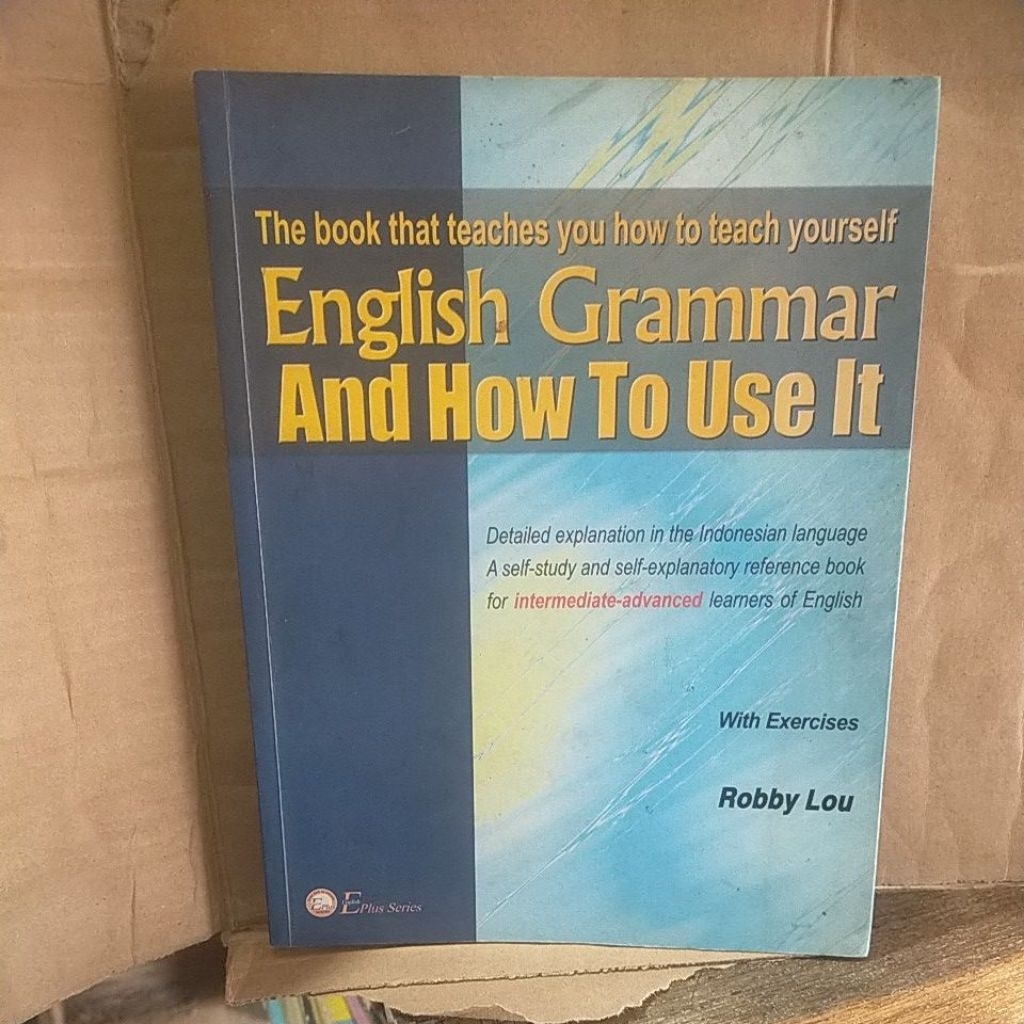 The book that teaches you how to teach yourself
English Grammar
And How To Use It
Detailed explanation in the Indonesian language
A self-study and self-explanatory reference book
for intermediate-advanced learners of English
With Exercises
Robby Lou
English Plus Series